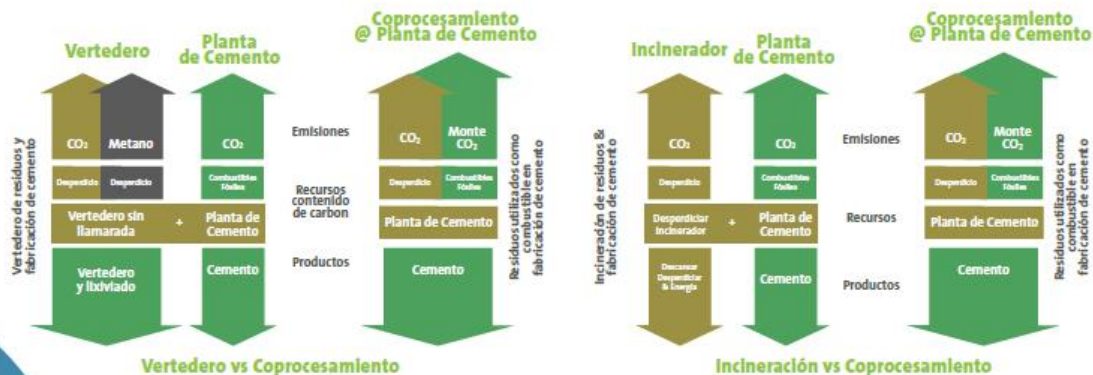 Vertedero
Planta
de Cemento
Coprocesamiento
@ Planta de Cemento
Vertedero de residuos y
fabricación de cemento
CO₂
Metano
CO₂
Emisiones
CO₂
Monte
CO₂
Desperdicio
Desperdicio
Combustibles
Fósiles
Recursos
contenido
de carbon
Desperdicio
Combustibles
Fósiles
Vertedero sin
llamarada
+
Planta de
Cemento
Planta de Cemento
Vertedero
y lixiviado
Cemento
Productos
Cemento
Residuos utilizados como
combustible en
fabricación de cemento
Vertedero vs Coprocesamiento
Incinerador
Planta
de Cemento
Coprocesamiento
@ Planta de Cemento
Incineración de residuos &
fabricación de cemento
CO₂
CO₂
Emisiones
CO₂
Monte
CO₂
Desperdicio
Combustibles
Fósiles
Recursos
Desperdicio
Combustibles
Fósiles
Desperdiciar
Incinerador
+
Planta de
Cemento
Planta de Cemento
Descansar
Desperdiciar
& Energía
Cemento
Productos
Cemento
Residuos utilizados como
combustible en
fabricación de cemento
Incineración vs Coprocesamiento